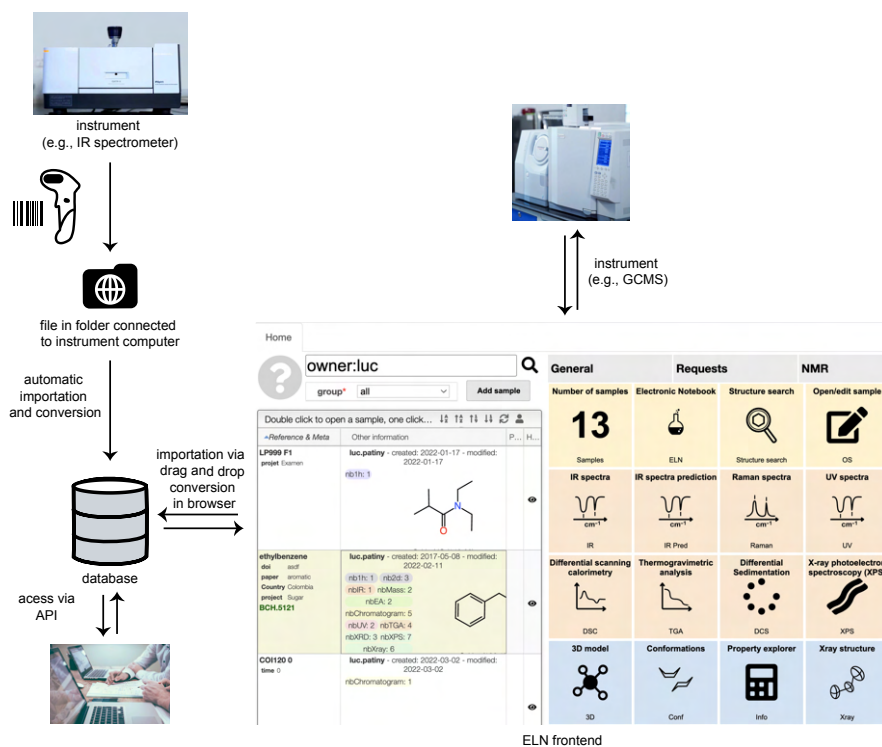 instrument
(e.g., IR spectrometer)
instrument
(e.g., GCMS)
file in folder connected
to instrument computer
automatic
importation
and conversion
importation via
drag and drop
conversion
in browser
database
acess via
API
Home
?
owner:luc
group* all
Add sample
Double click to open a sample, one click...
Reference & Meta Other information P... H...
LP999 F1
projet Examen
luc.patiny - created: 2022-01-17 - modified:
2022-01-17
nb1h: 1
N
O
ethylbenzene
doi asdf
paper aromatic
Country Colombia
project Sugar
BCH.5121
luc.patiny - created: 2017-05-08 - modified:
2022-02-11
nb1h: 1 nb2d: 3
nbIR: 1 nbMass: 2
nbEA: 2
nbChromatogram: 5
nbUV: 2 nbTGA: 4
nbXRD: 3 nbXPS: 7
nbXray: 6
COI120 0
time 0
luc.patiny - created: 2022-03-02 - modified:
2022-03-02
nbChromatogram: 1
General Requests NMR
Number of samples Electronic Notebook Structure search Open/edit sample
13
Samples ELN Structure search OS
IR spectra IR spectra prediction Raman spectra UV spectra
cm⁻¹ cm⁻¹ cm⁻¹ cm⁻¹
IR IR Pred Raman UV
Differential scanning
calorimetry
Thermogravimetric
analysis
Differential
Sedimentation
X-ray photoelectron
spectroscopy (XPS)
DSC TGA DCS XPS
3D model Conformations Property explorer Xray structure
3D Conf Info Xray
ELN frontend